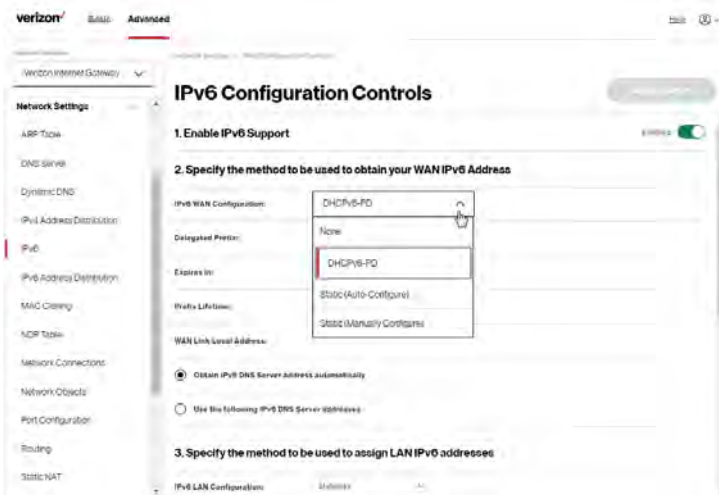 verizon✓
Basic
Advanced
Help
Verizon Internet Gateway
Network Settings
ARP Table
DNS Server
Dynamic DNS
IPv4 Address Distribution
IPv6
IPv6 Address Distribution
MAC Cloning
NDP Table
Network Connections
Network Objects
Port Configuration
Routing
Static NAT
IPv6 Configuration Controls
1. Enable IPv6 Support
Enabled
2. Specify the method to be used to obtain your WAN IPv6 Address
IPv6 WAN Configuration:
DHCPv6-PD
None
DHCPv6-PD
Static (Auto-Configure)
Static (Manually Configure)
Delegated Prefix:
Expires in:
Prefix Lifetime:
WAN Link Local Address:
Obtain IPv6 DNS Server Address automatically
Use the following IPv6 DNS Server addresses
3. Specify the method to be used to assign LAN IPv6 addresses
IPv6 LAN Configuration:
Stateless